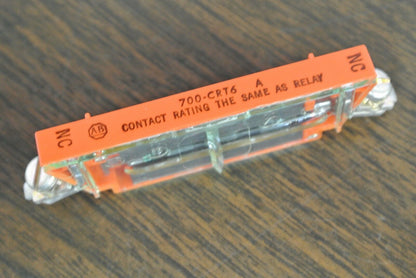 NC
700-CRT6 A
CONTACT RATING THE SAME AS RELAY
AB
NC